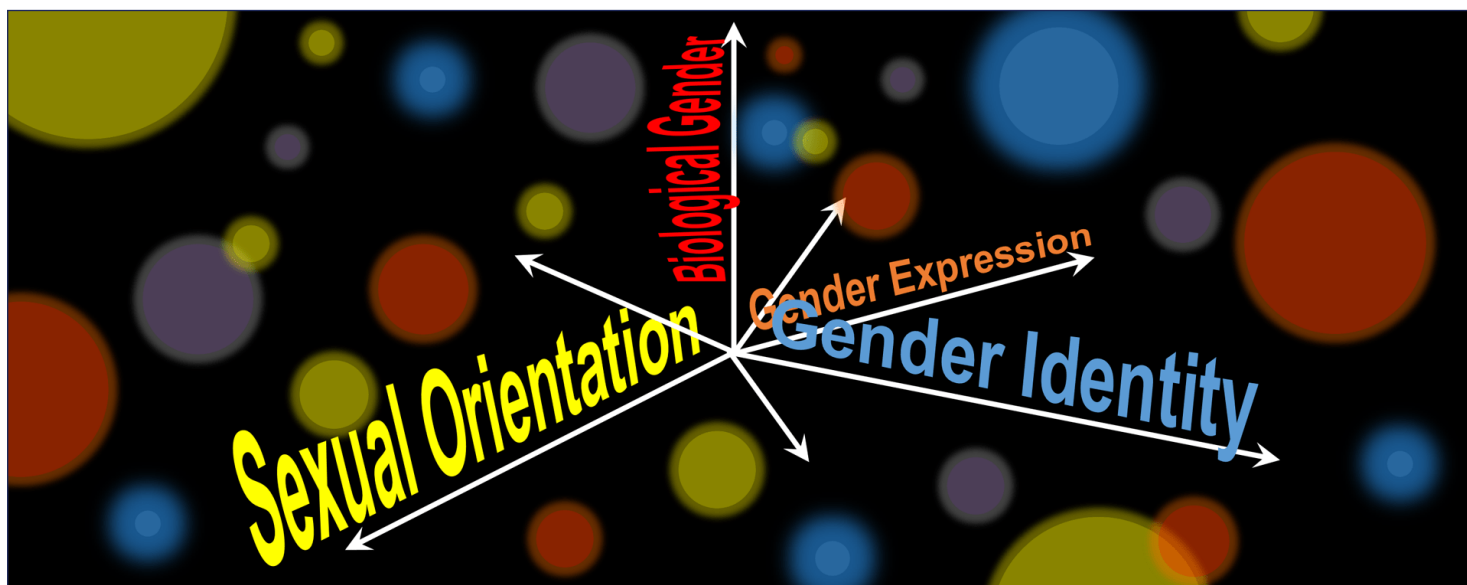 Biological Gender
Gender Expression
Gender Identity
Sexual Orientation